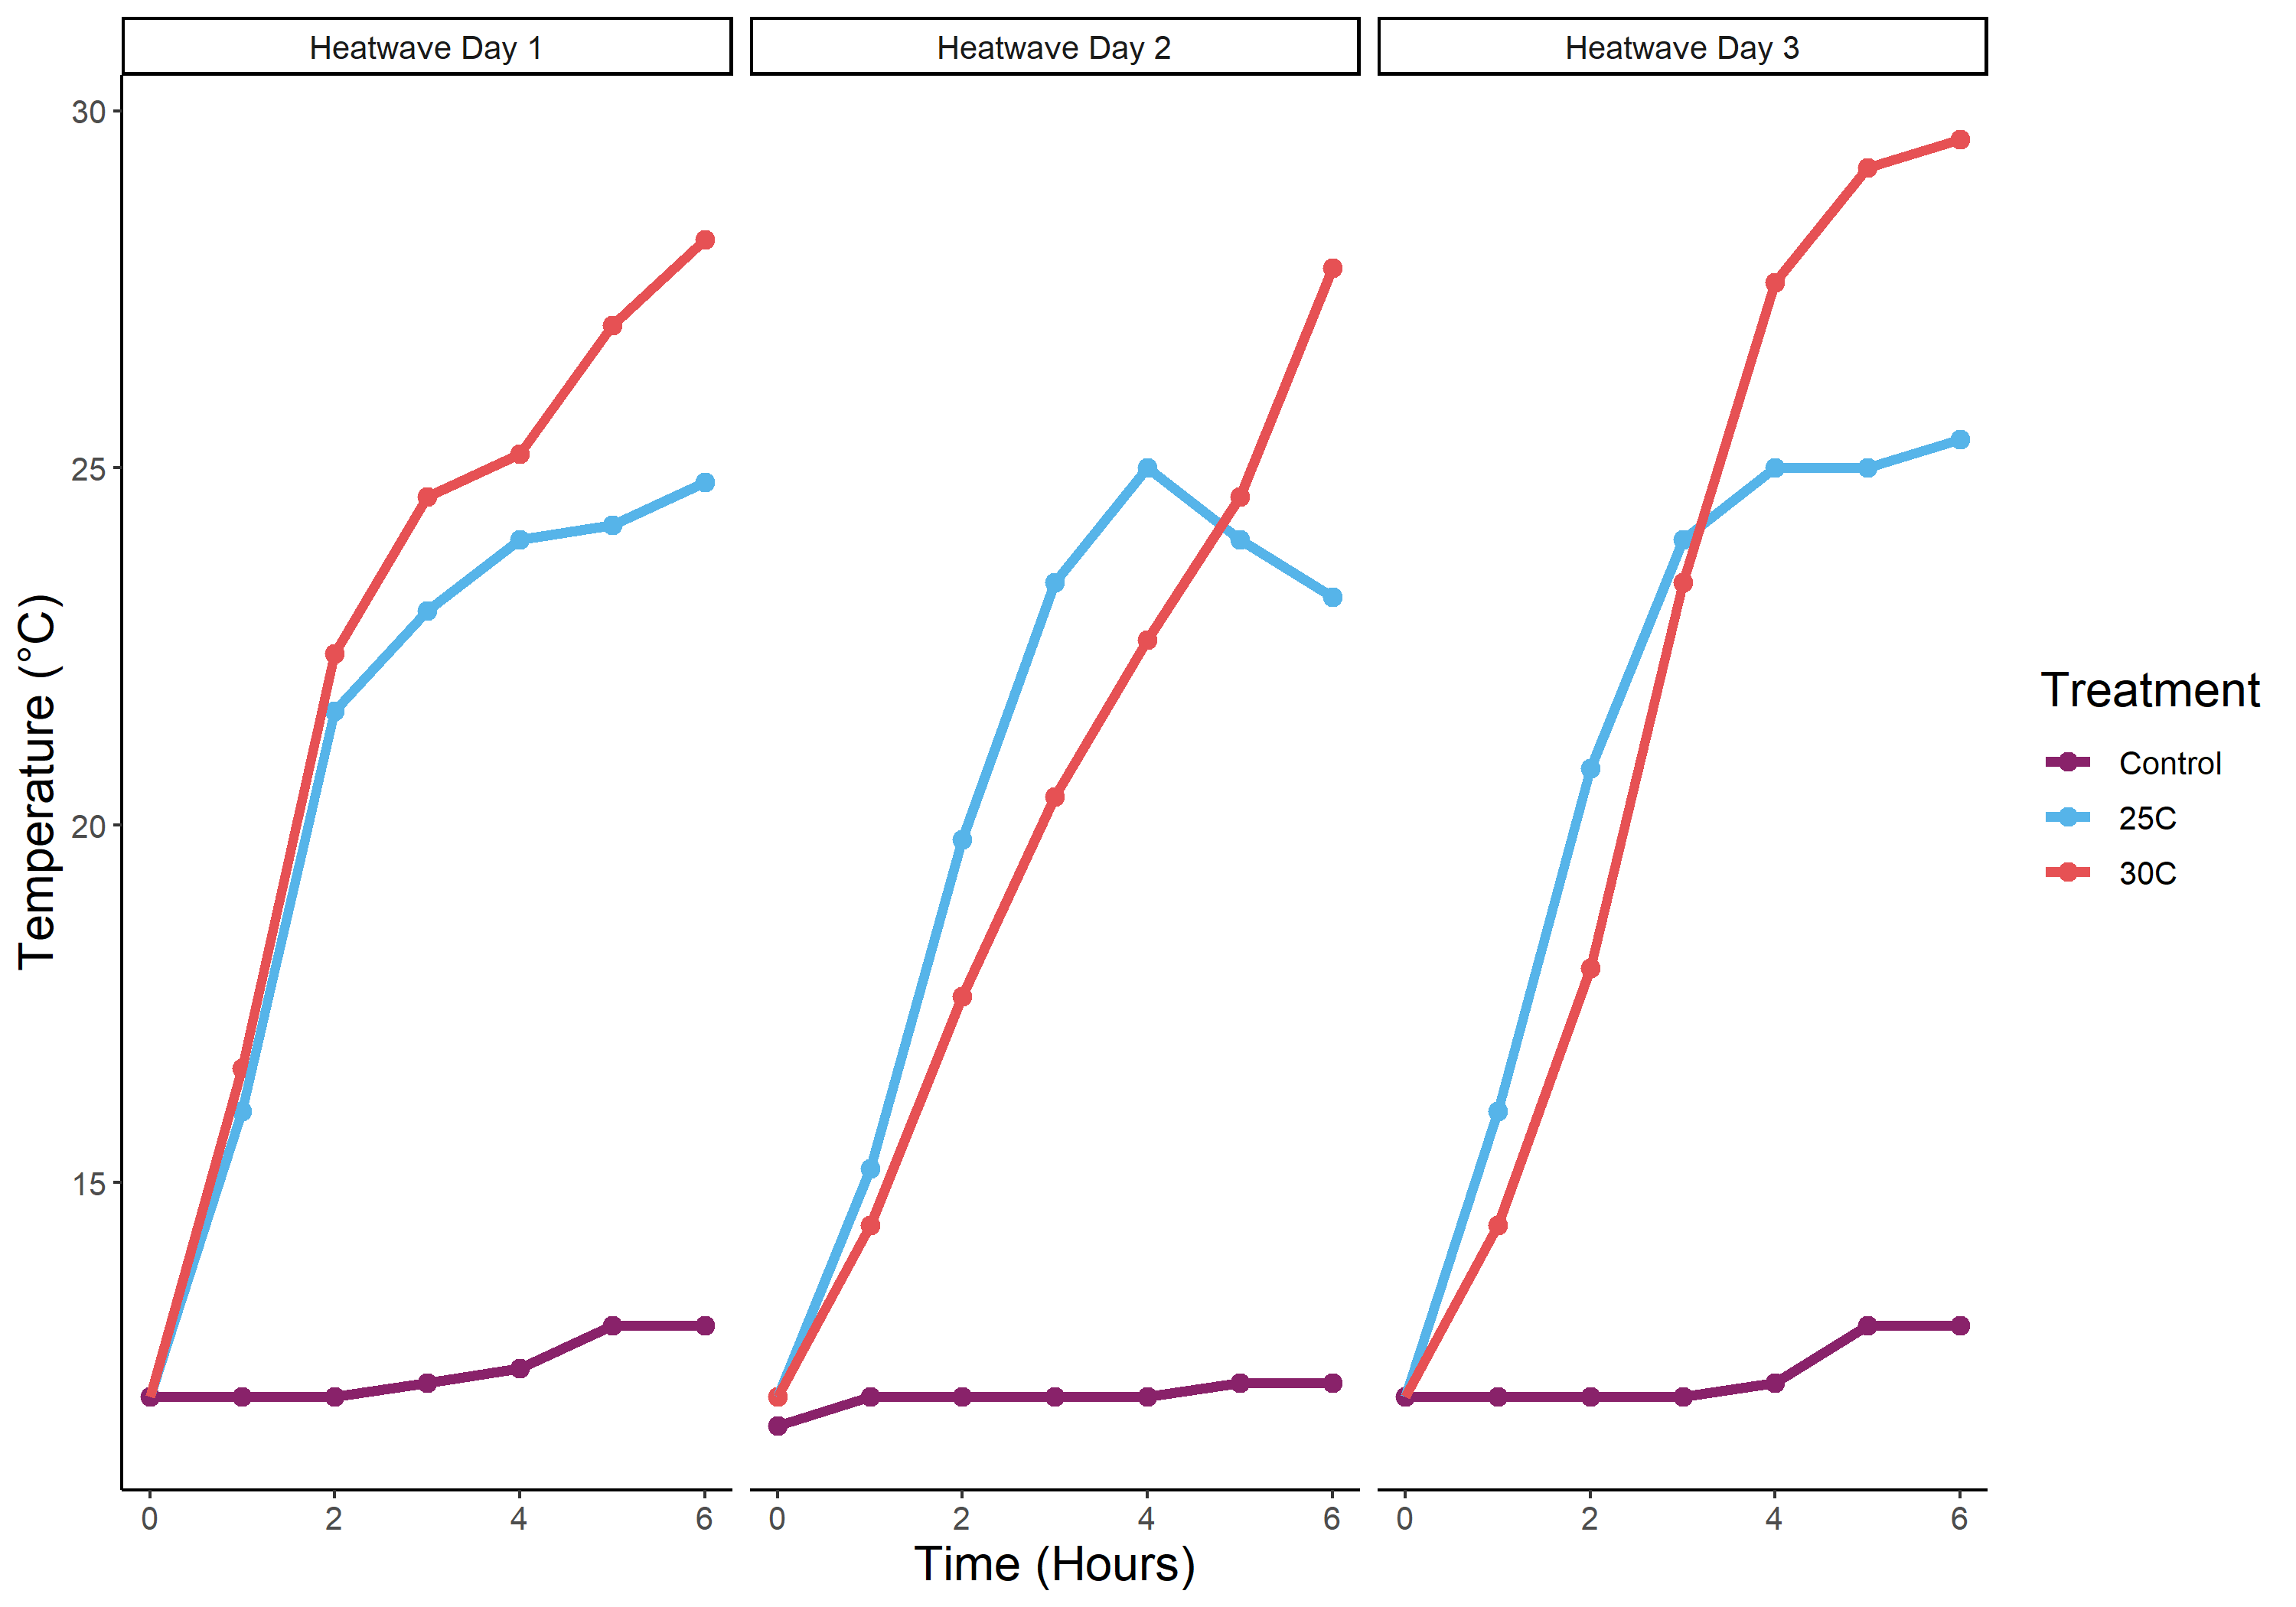 Heatwave Day 1
Heatwave Day 2
Heatwave Day 3
30
25
20
15
Temperature (°C)
0 2 4 6
0 2 4 6
0 2 4 6
Time (Hours)
Treatment
Control
25C
30C